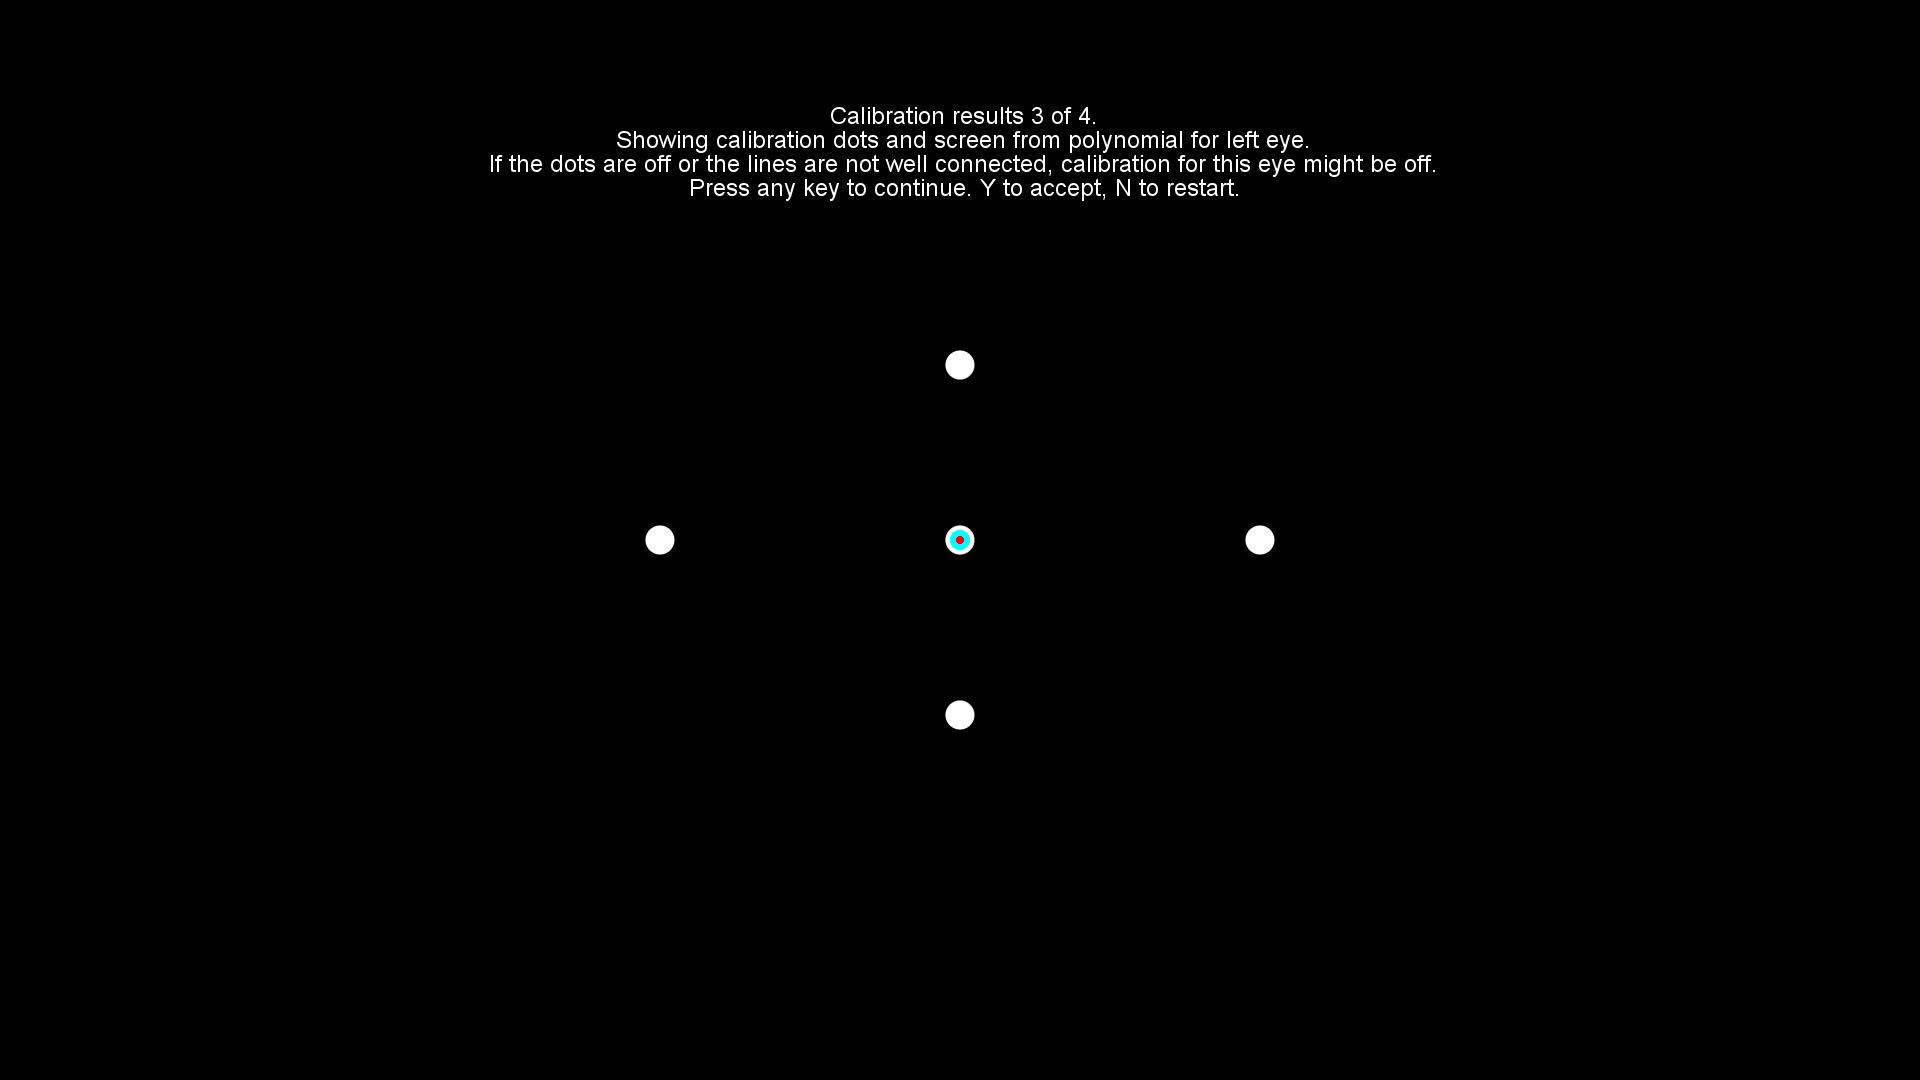 Calibration results 3 of 4.
Showing calibration dots and screen from polynomial for left eye.
If the dots are off or the lines are not well connected, calibration for this eye might be off.
Press any key to continue. Y to accept, N to restart.